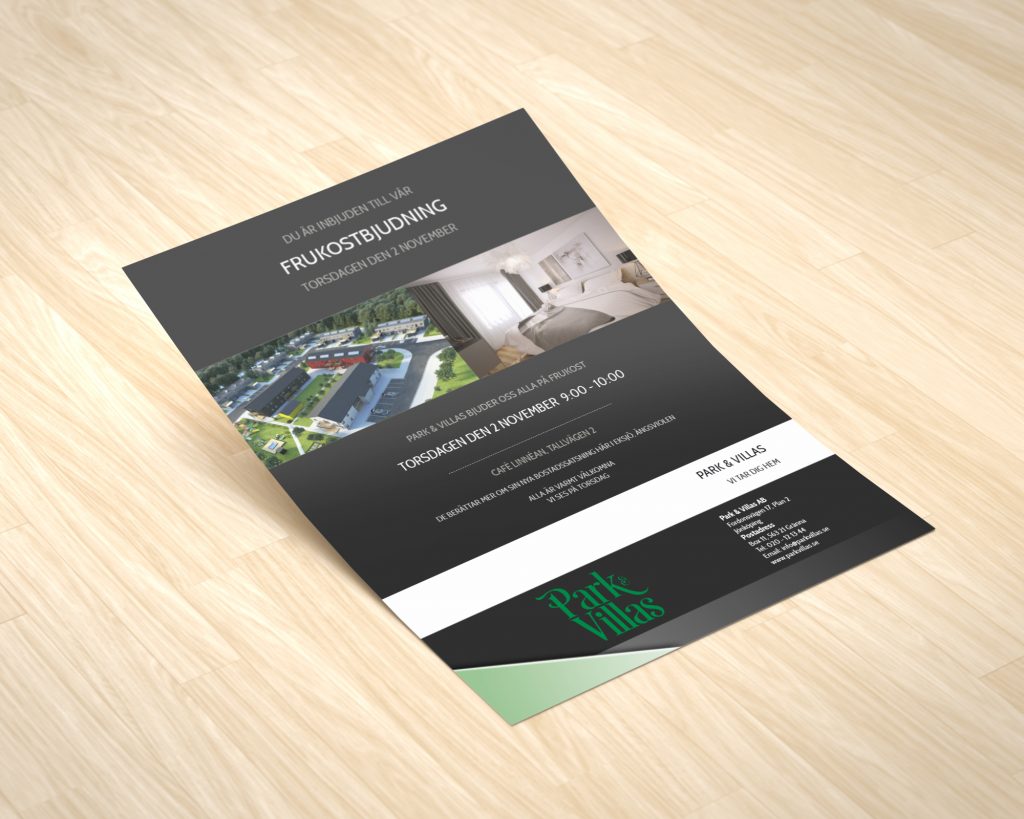 DU ÄR INBJUDEN TILL VÅR
FRUKOSTBJUDNING
TORSDAGEN DEN 2 NOVEMBER
PARK & VILLAS BJUDER OSS ALLA PÅ FRUKOST
TORSDAGEN DEN 2 NOVEMBER 9:00 - 10:00
CAFÉ LINNÉAN, TALLVÄGEN 2
DE BERÄTTAR MER OM SIN NYA BOSTADSSATSNING HÄR I EKSJÖ. ÄNGSVIOLEN
ALLA ÄR VARMT VÄLKOMNA
VI SES PÅ TORSDAG
PARK & VILLAS
VI TAR DIG HEM
Park & Villas AB
Fordonsvägen 17, Plan 2
Jönköping
Postadress
Box 11, 563 21 Gränna
Tel: 020 - 12 13 44
Email: info@parkvillas.se
www.parkvillas.se
Park &
Villas